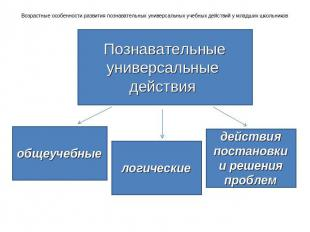 Возрастные особенности развития познавательных универсальных учебных действий у младших школьников
Познавательные
универсальные
действия
общеучебные
логические
действия
постановки
и решения
проблем